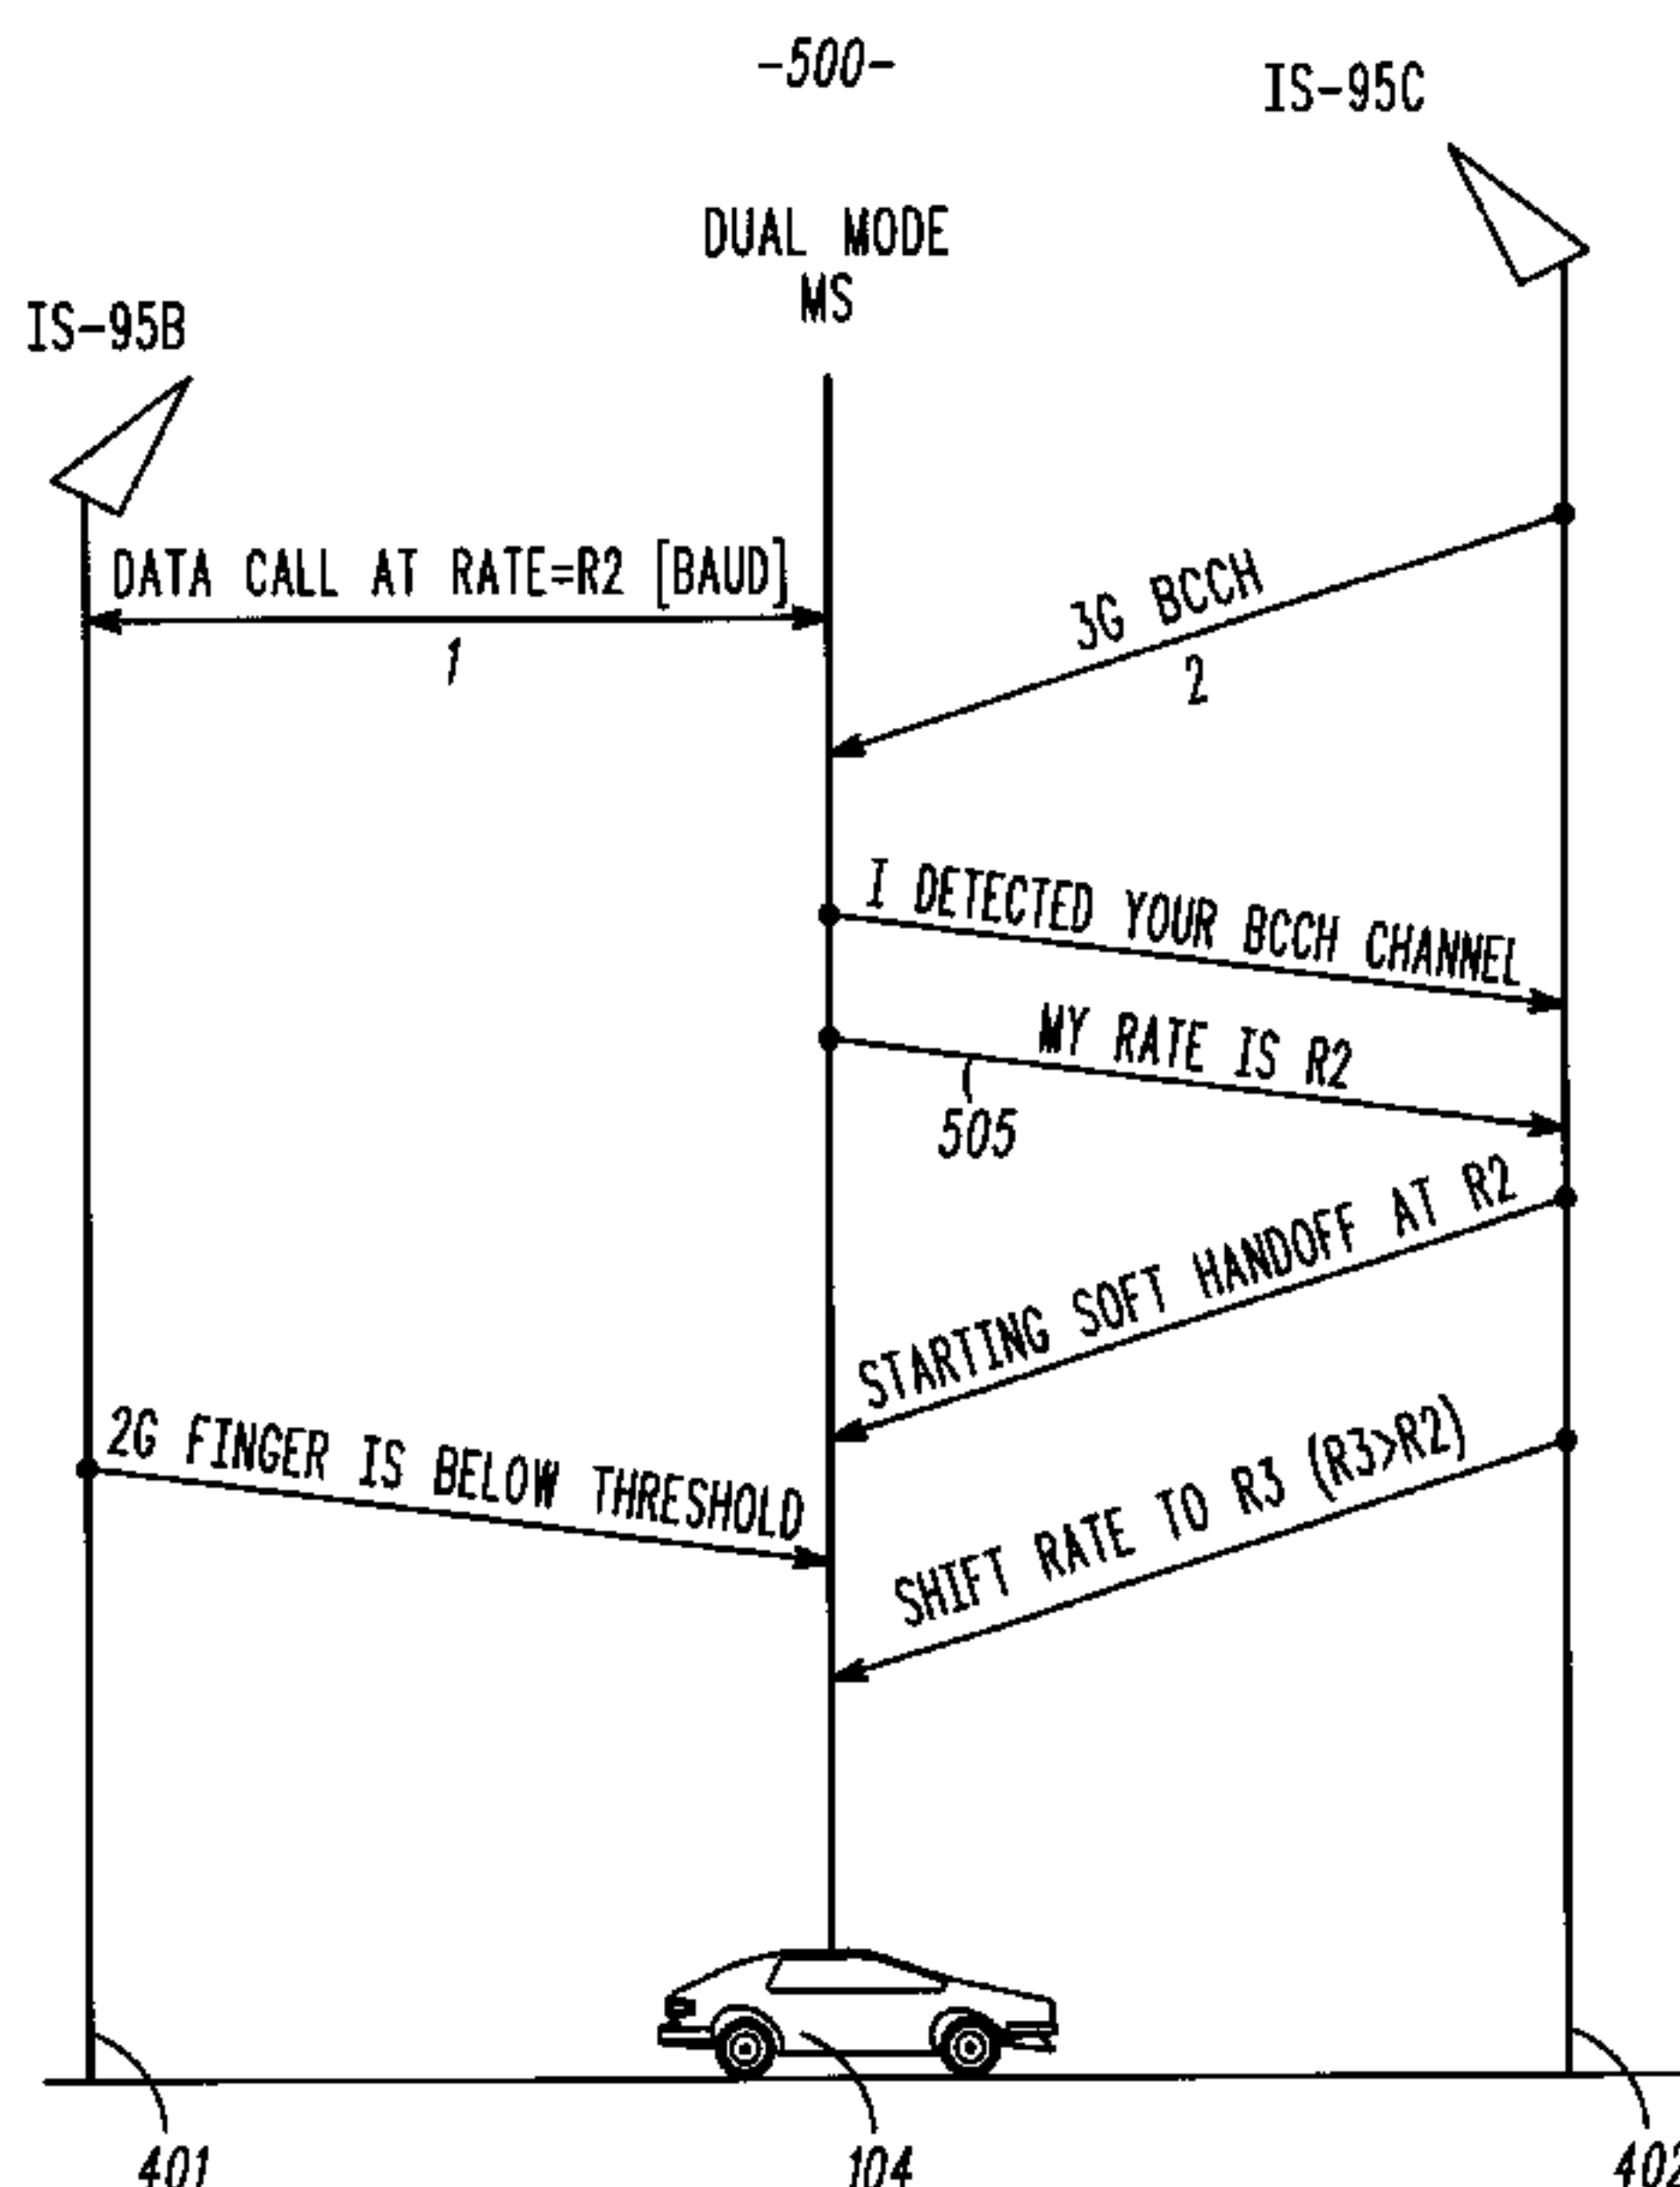 -500-
IS-95C
DUAL MODE
MS
IS-95B
DATA CALL AT RATE=R2 [BAUD]
1
3G BCCH
2
I DETECTED YOUR BCCH CHANNEL
MY RATE IS R2
505
STARTING SOFT HANDOFF AT R2
2G FINGER IS BELOW THRESHOLD
SHIFT RATE TO R3 (R3>R2)
401
104
402